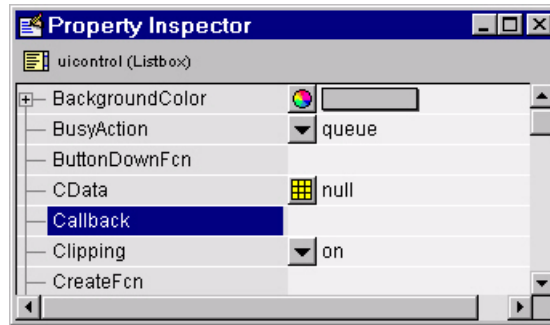 Property Inspector
uicontrol (Listbox)
BackgroundColor
BusyAction queue
ButtonDownFcn
CData null
Callback
Clipping on
CreateFcn